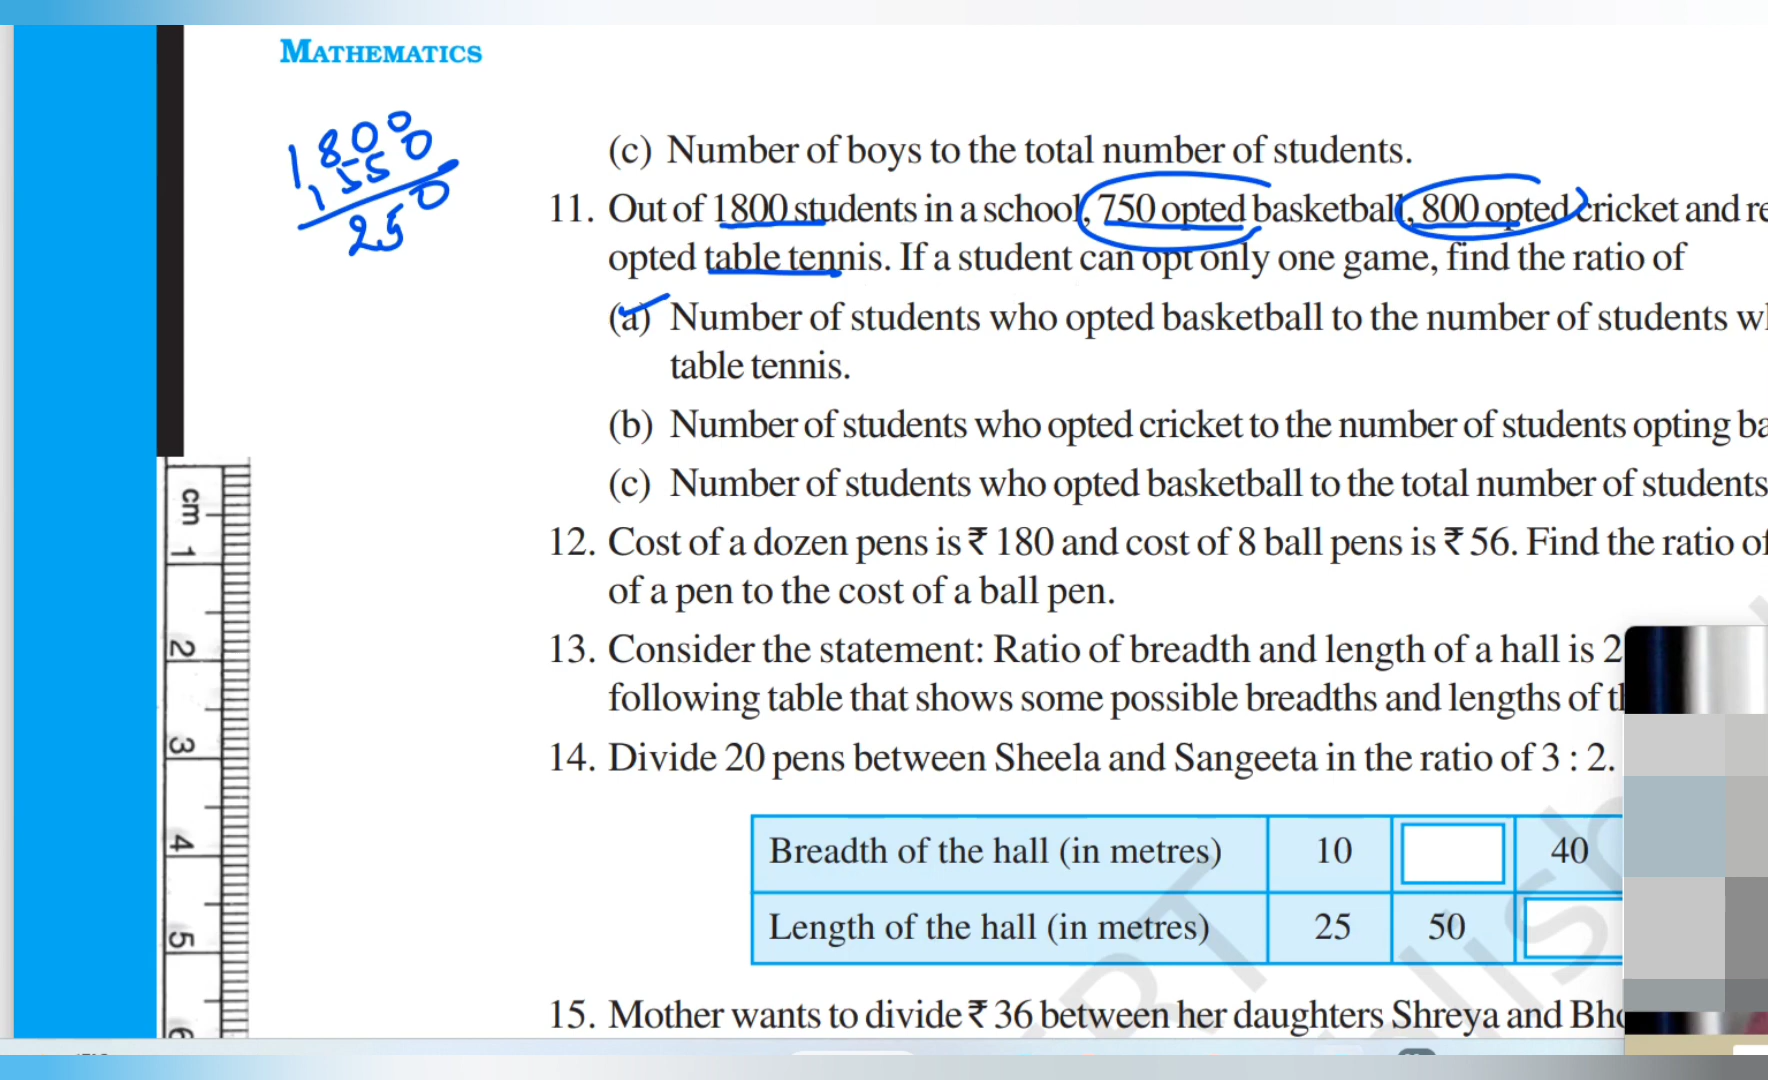 MATHEMATICS
1800
1550
250
(c) Number of boys to the total number of students.
11. Out of 1800 students in a school, 750 opted basketball, 800 opted cricket and
opted table tennis. If a student can opt only one game, find the ratio of
(a) Number of students who opted basketball to the number of students
table tennis.
(b) Number of students who opted cricket to the number of students opting
(c) Number of students who opted basketball to the total number of students
12. Cost of a dozen pens is ₹ 180 and cost of 8 ball pens is ₹ 56. Find the ratio of
of a pen to the cost of a ball pen.
13. Consider the statement: Ratio of breadth and length of a hall is 2
following table that shows some possible breadths and lengths of
14. Divide 20 pens between Sheela and Sangeeta in the ratio of 3 : 2.
Breadth of the hall (in metres) 10 40
Length of the hall (in metres) 25 50
15. Mother wants to divide ₹ 36 between her daughters Shreya and
cm 1 2 3 4 5 6